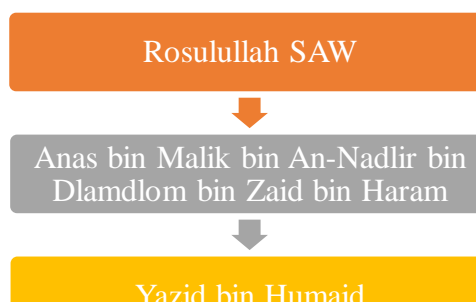 Rosulullah SAW
Anas bin Malik bin An-Nadlir bin
Dlamdlom bin Zaid bin Haram
Yazid bin Humaid